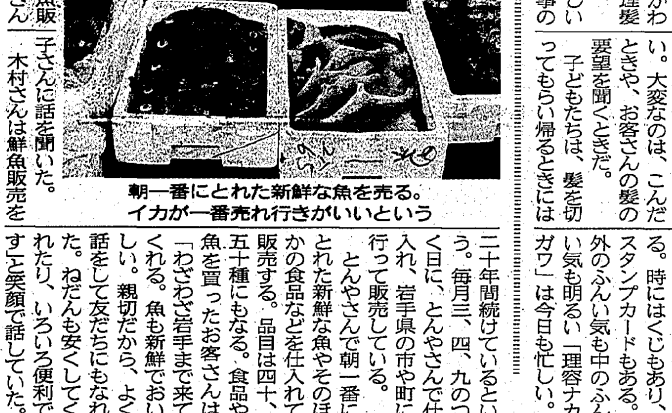 がわ
理髪
しい
事の
い。大変なのは、こんだ
ときや、お客さんの髪の
要望を聞くときだ。
子どもたちは、髪を切
ってもらい帰るときには
る。時にはくじもあり、
スタンプカードもある。
外のふんい気も中のふん
い気も明るい「理容ナ
ガワ」は今日も忙しい。
朝一番にとれた新鮮な魚を売る。
イカが一番売れ行きがいいという
魚販
さん
子さんに話を聞いた。
木村さんは鮮魚販売を
二十年間続けているとい
う。毎月三、四、九のつ
く日に、とんやさんで仕
入れ、岩手県の市や町に
行って販売している。
とんやさんで朝一番に
とれた新鮮な魚やそのほ
かの食品などを仕入れて
販売する。品目は四十、
五十種にもなる。食品や
魚を買ったお客さんは
「わざわざ岩手まで来て
くれる。魚も新鮮でおい
しい。親切だから、よく
話をして友だちにもなれ
た。ねだんも安くしてく
れたり、いろいろ便利で
す」と笑顔で話していた。